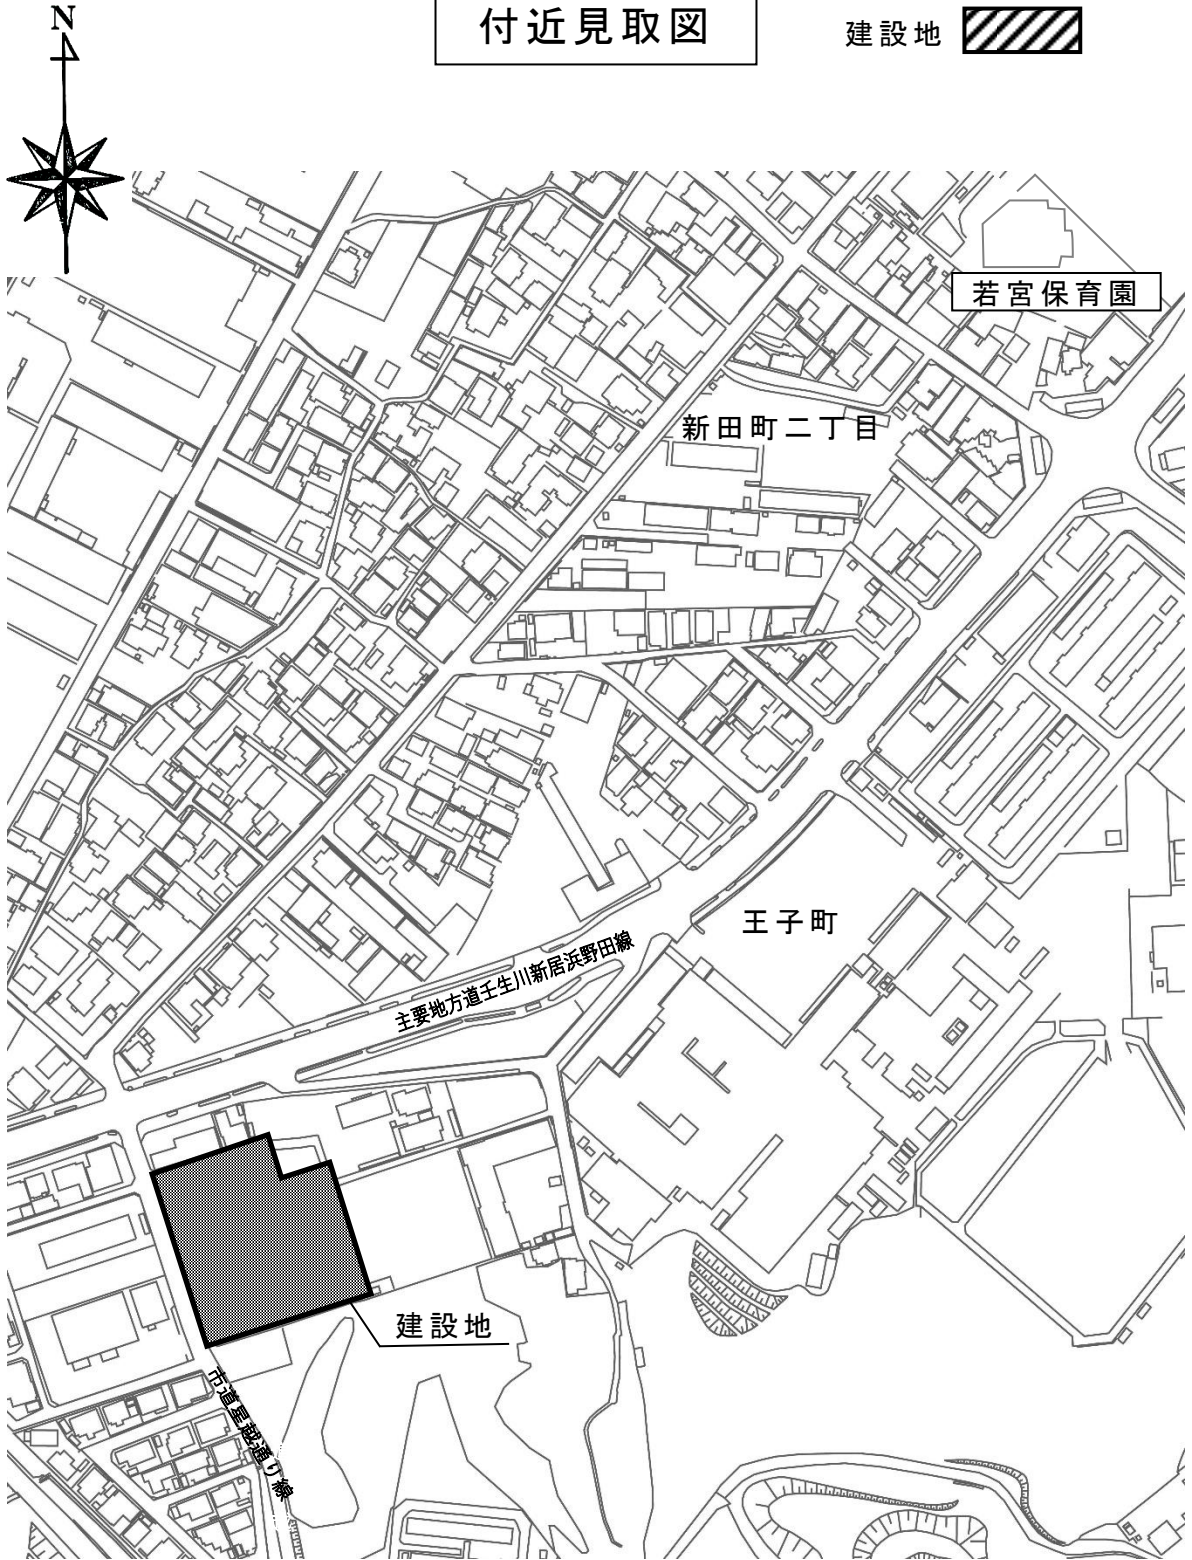 N
付近見取図
建設地
若宮保育園
新田町二丁目
王子町
主要地方道壬生川新居浜野田線
建設地
市道星越通り線